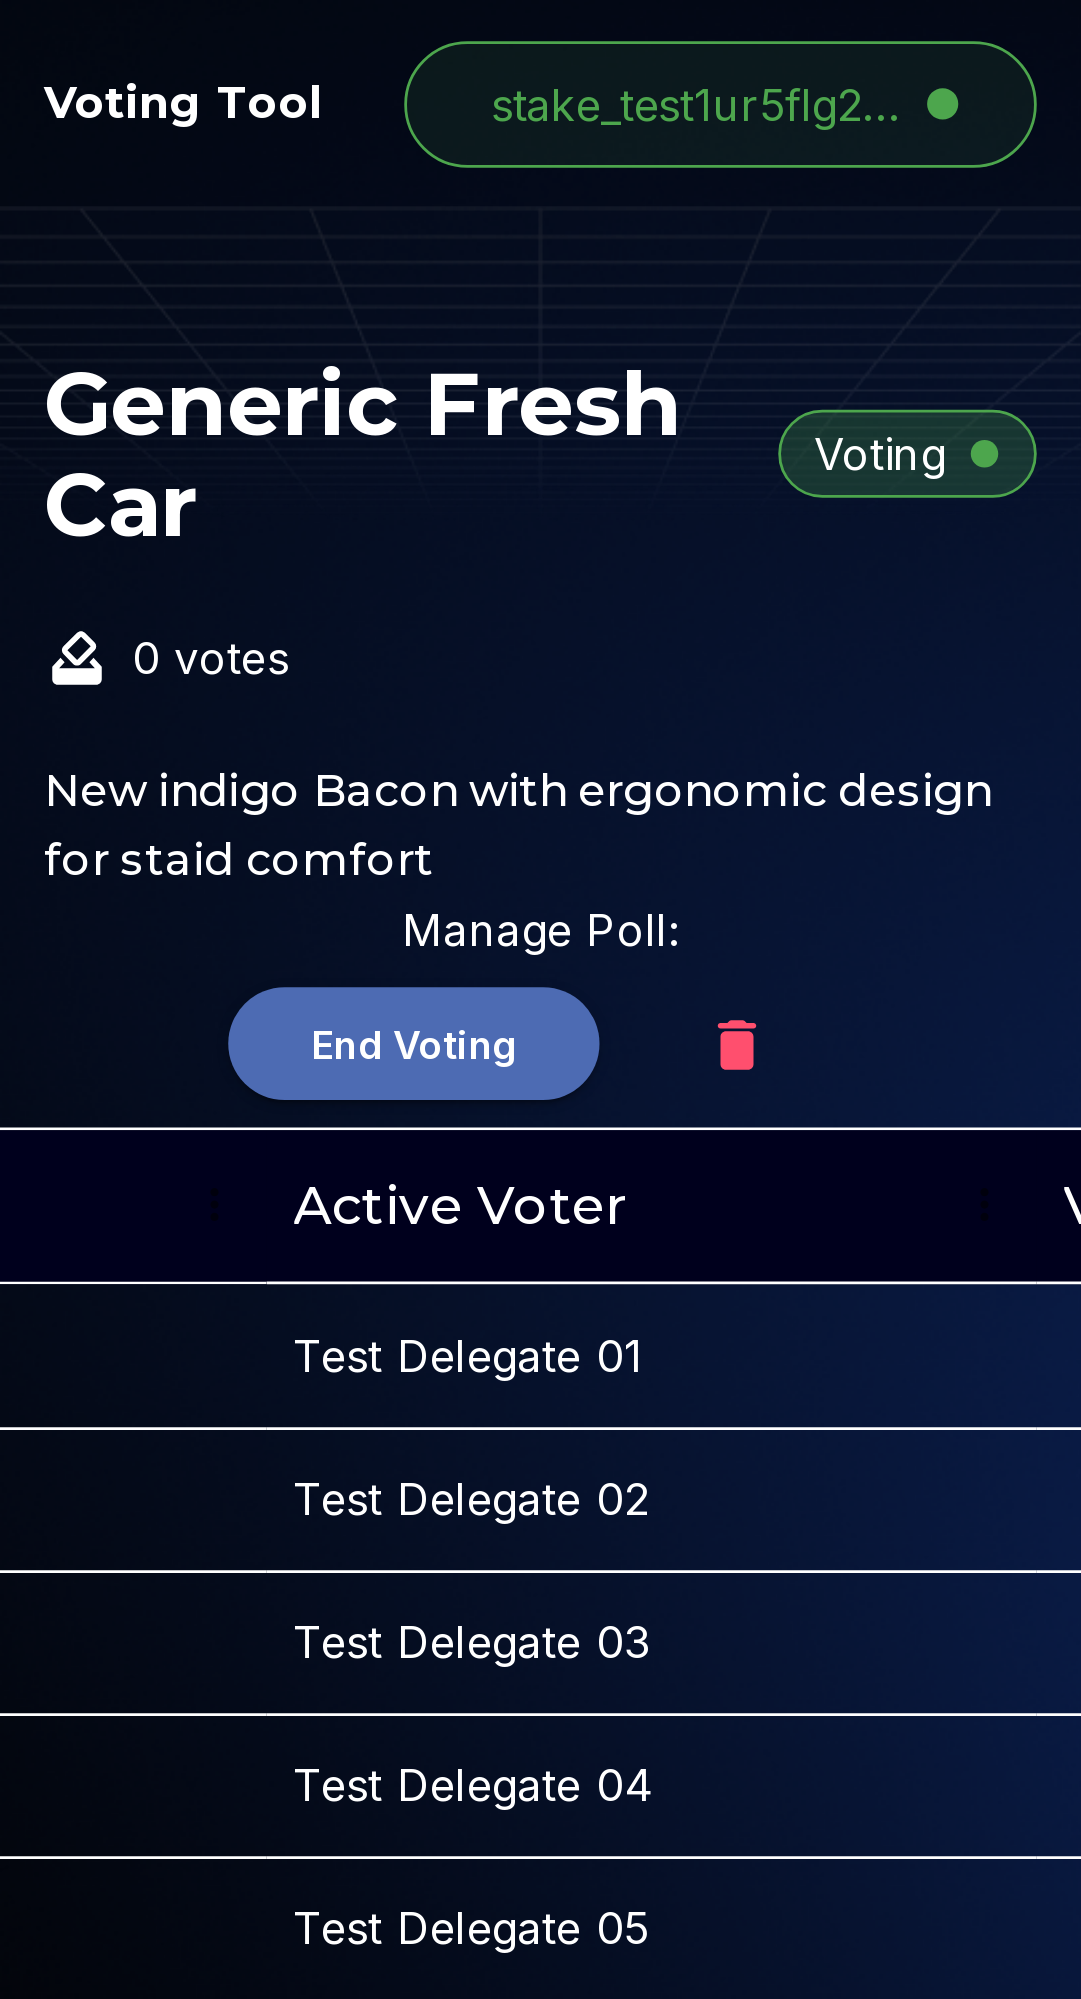 Voting Tool
stake_test1ur5flg2...
Generic Fresh
Car
Voting
0 votes
New indigo Bacon with ergonomic design
for staid comfort
Manage Poll:
End Voting
Active Voter
Test Delegate 01
Test Delegate 02
Test Delegate 03
Test Delegate 04
Test Delegate 05